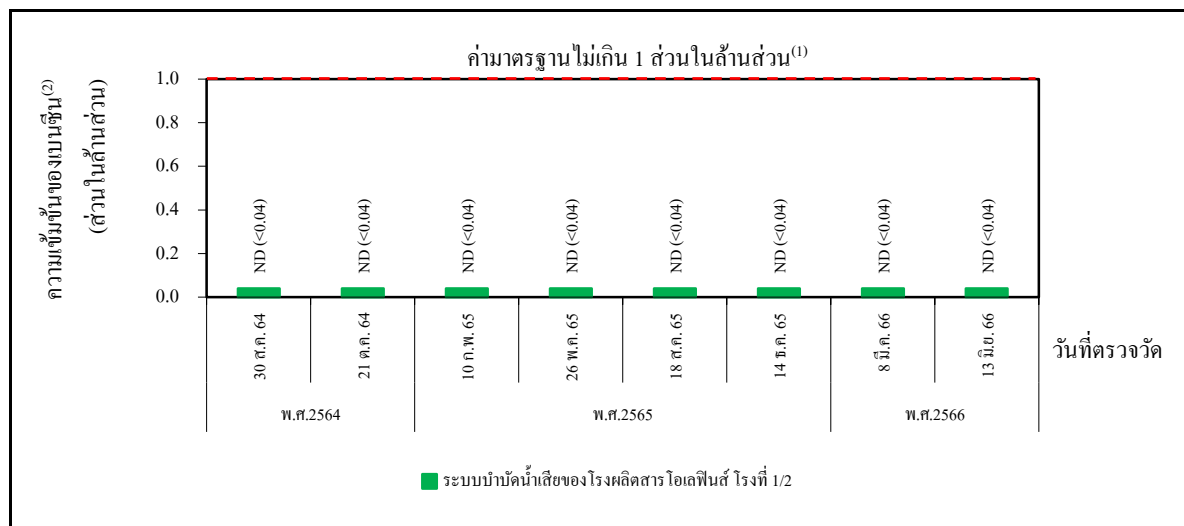 ค่ามาตรฐานไม่เกิน 1 ส่วนในล้านส่วน(1)
ความเข้มข้นของเบนซีน(2)
(ส่วนในล้านส่วน)
1.0
0.8
0.6
0.4
0.2
0.0
ND (<0.04)
ND (<0.04)
ND (<0.04)
ND (<0.04)
ND (<0.04)
ND (<0.04)
ND (<0.04)
ND (<0.04)
30 ส.ค. 64
21 ต.ค. 64
10 ก.พ. 65
26 พ.ค. 65
18 ส.ค. 65
14 ธ.ค. 65
8 มี.ค. 66
13 มิ.ย. 66
วันที่ตรวจวัด
พ.ศ.2564
พ.ศ.2565
พ.ศ.2566
ระบบบำบัดน้ำเสียของโรงผลิตสารโอเลฟินส์ โรงที่ 1/2